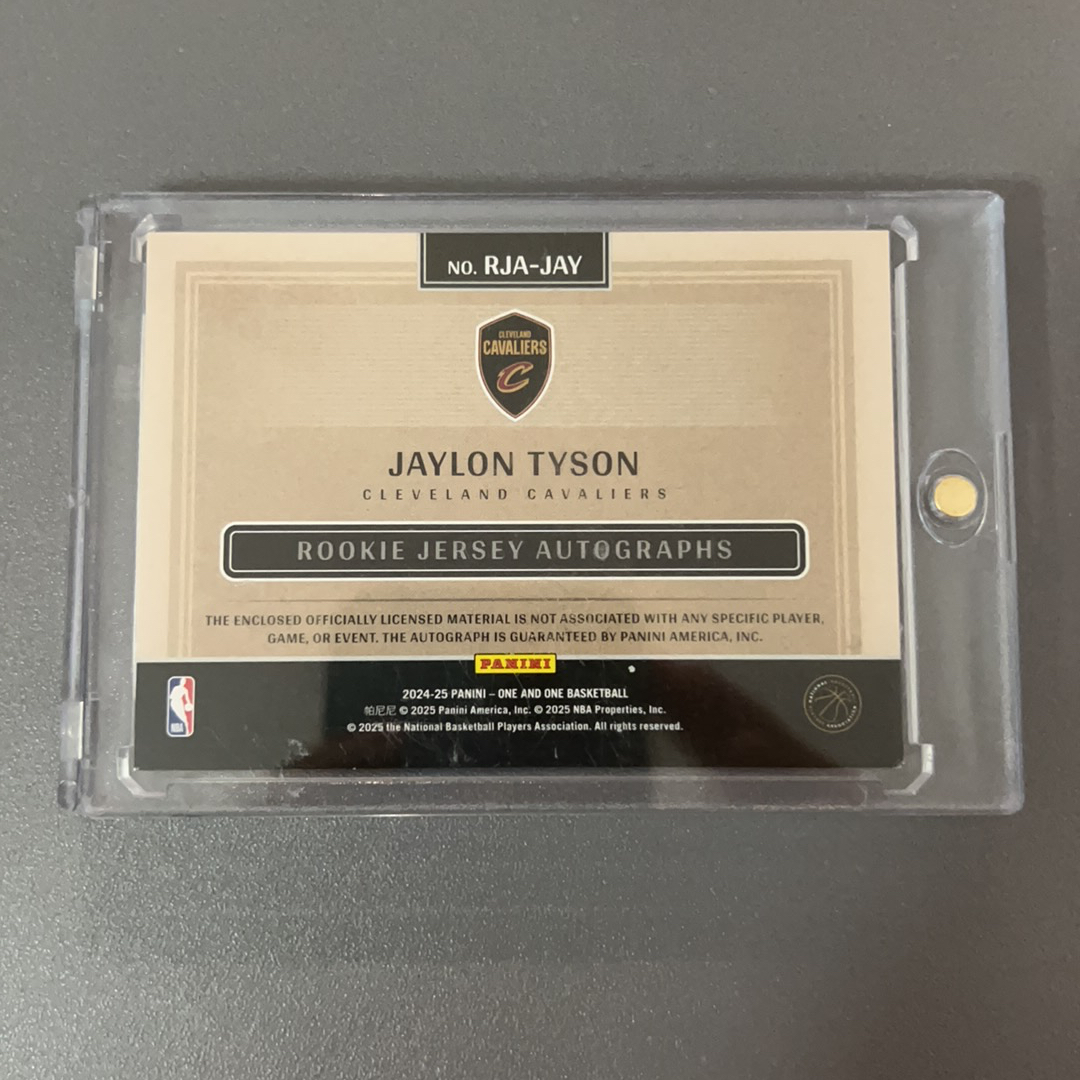 NO. RJA-JAY
CLEVELAND
CAVALIERS
C
JAYLON TYSON
CLEVELAND CAVALIERS
ROOKIE JERSEY AUTOGRAPHS
THE ENCLOSED OFFICIALLY LICENSED MATERIAL IS NOT ASSOCIATED WITH ANY SPECIFIC PLAYER,
GAME, OR EVENT. THE AUTOGRAPH IS GUARANTEED BY PANINI AMERICA, INC.
PANINI
2024-25 PANINI – ONE AND ONE BASKETBALL
帕尼尼 © 2025 Panini America, Inc. © 2025 NBA Properties, Inc.
© 2025 the National Basketball Players Association. All rights reserved.
NBA